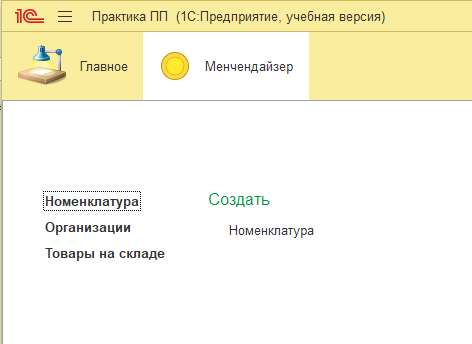 1С Практика ПП (1С:Предприятие, учебная версия)
Главное Менчендайзер
Номенклатура Создать
Организации Номенклатура
Товары на складе